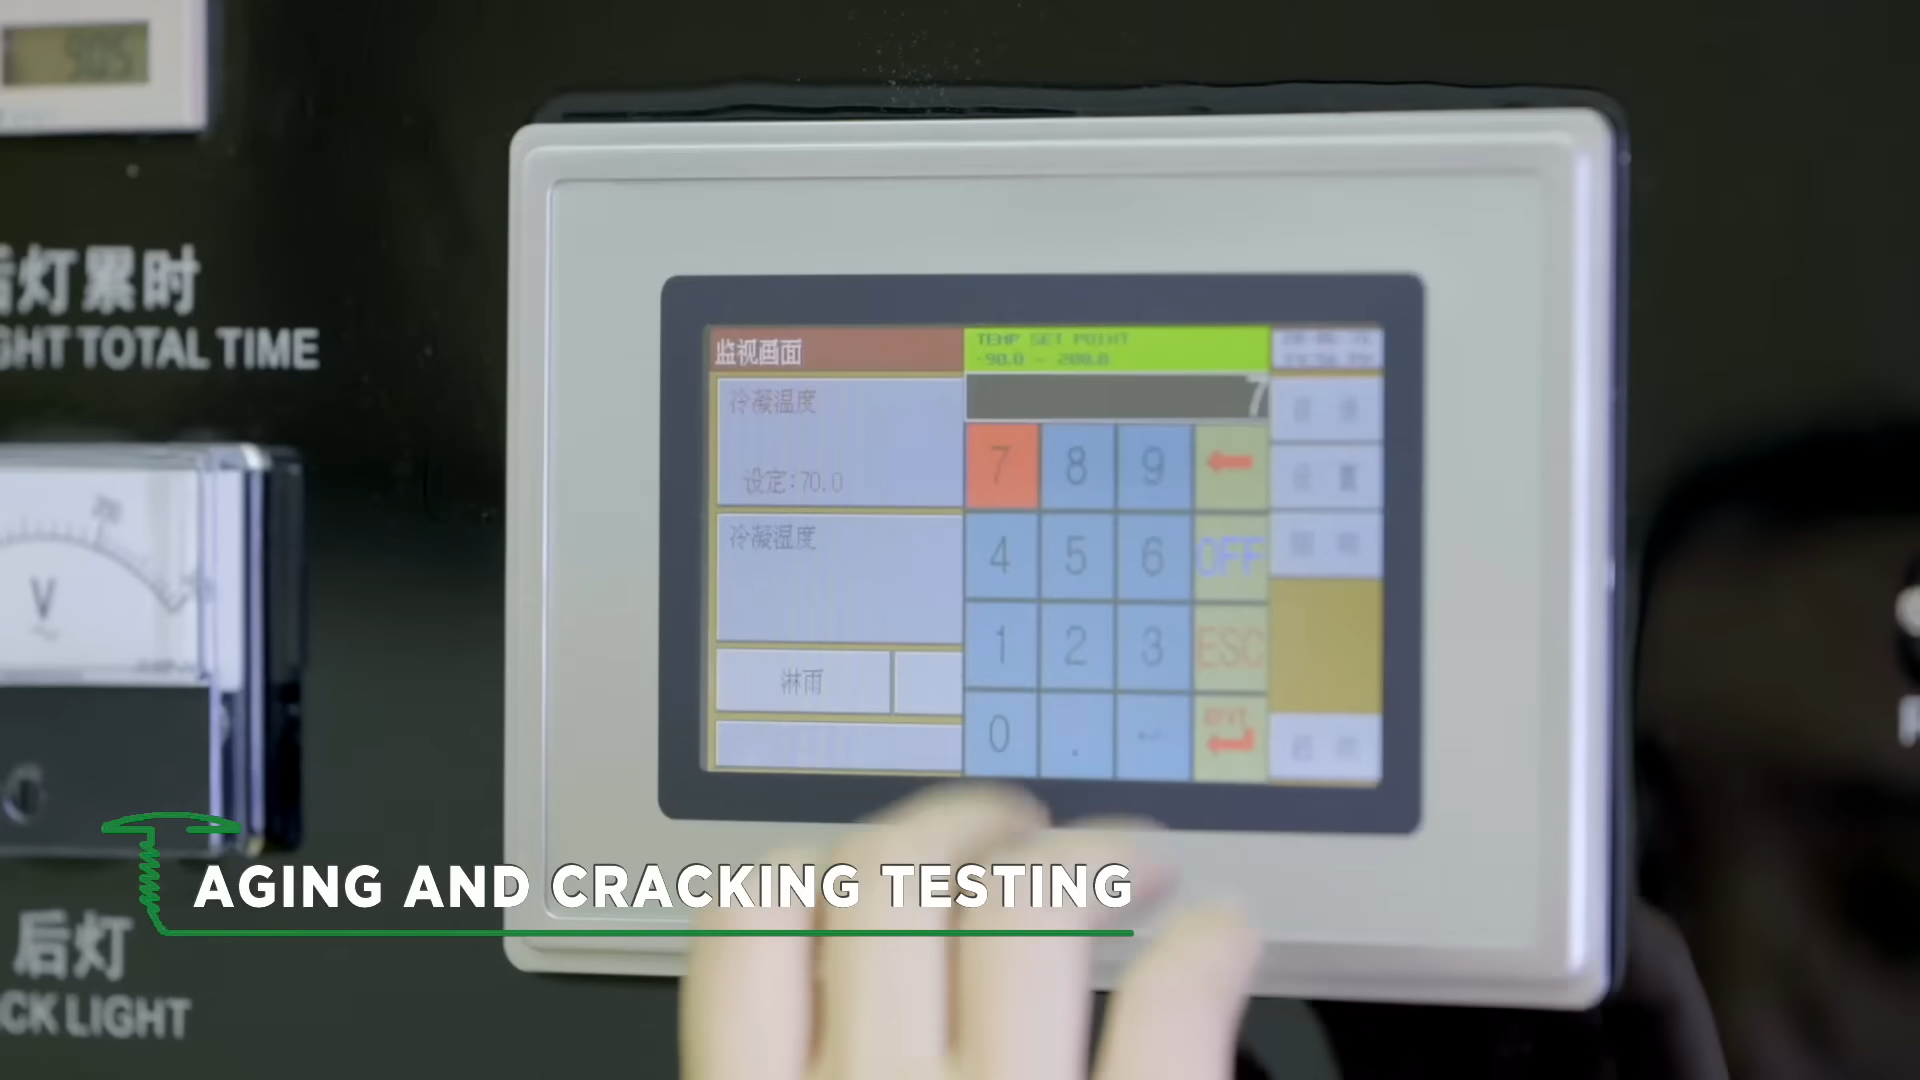 灯累时
GHT TOTAL TIME
V
后灯
CK LIGHT
监视画面
TEMP SET POINT
-90.0 - 200.0
7
冷凝温度
设定:70.0
冷凝湿度
淋雨
7 8 9
4 5 6 OFF
1 2 3 ESC
0 . +- ENT
AGING AND CRACKING TESTING